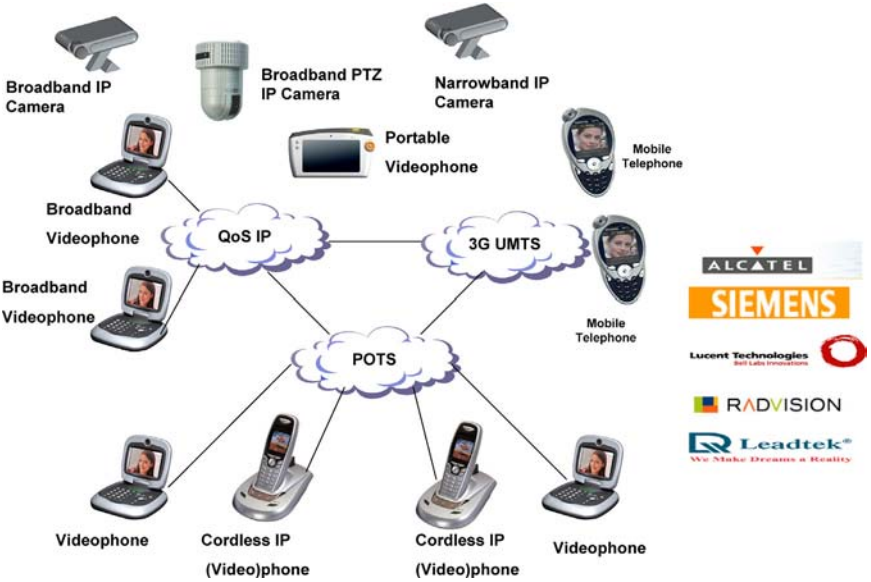 Broadband IP
Camera
Broadband PTZ
IP Camera
Narrowband IP
Camera
Portable
Videophone
Mobile
Telephone
Broadband
Videophone
QoS IP
3G UMTS
ALCATEL
Broadband
Videophone
SIEMENS
Mobile
Telephone
POTS
Lucent Technologies
Bell Labs Innovations
RADVISION
Leadtek®
We Make Dreams a Reality
Videophone
Cordless IP
(Video)phone
Cordless IP
(Video)phone
Videophone